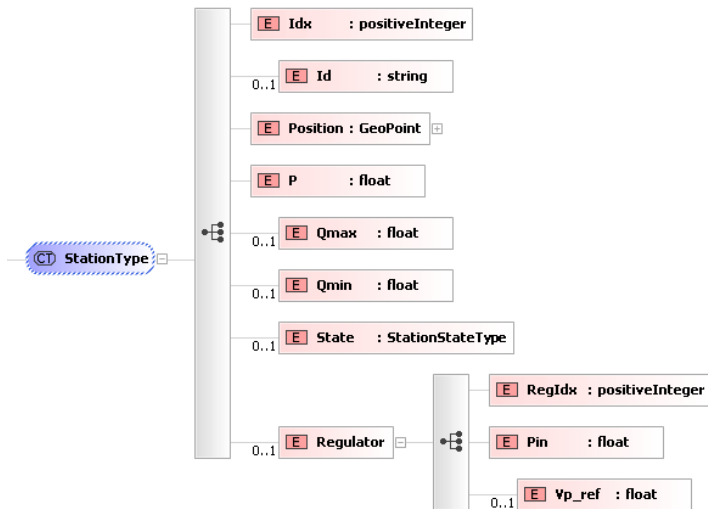 E Idx : positiveInteger
0..1 E Id : string
E Position : GeoPoint
E P : float
0..1 E Qmax : float
CT StationType
0..1 E Qmin : float
0..1 E State : StationStateType
E RegIdx : positiveInteger
0..1 E Regulator
E Pin : float
0..1 E Vp_ref : float